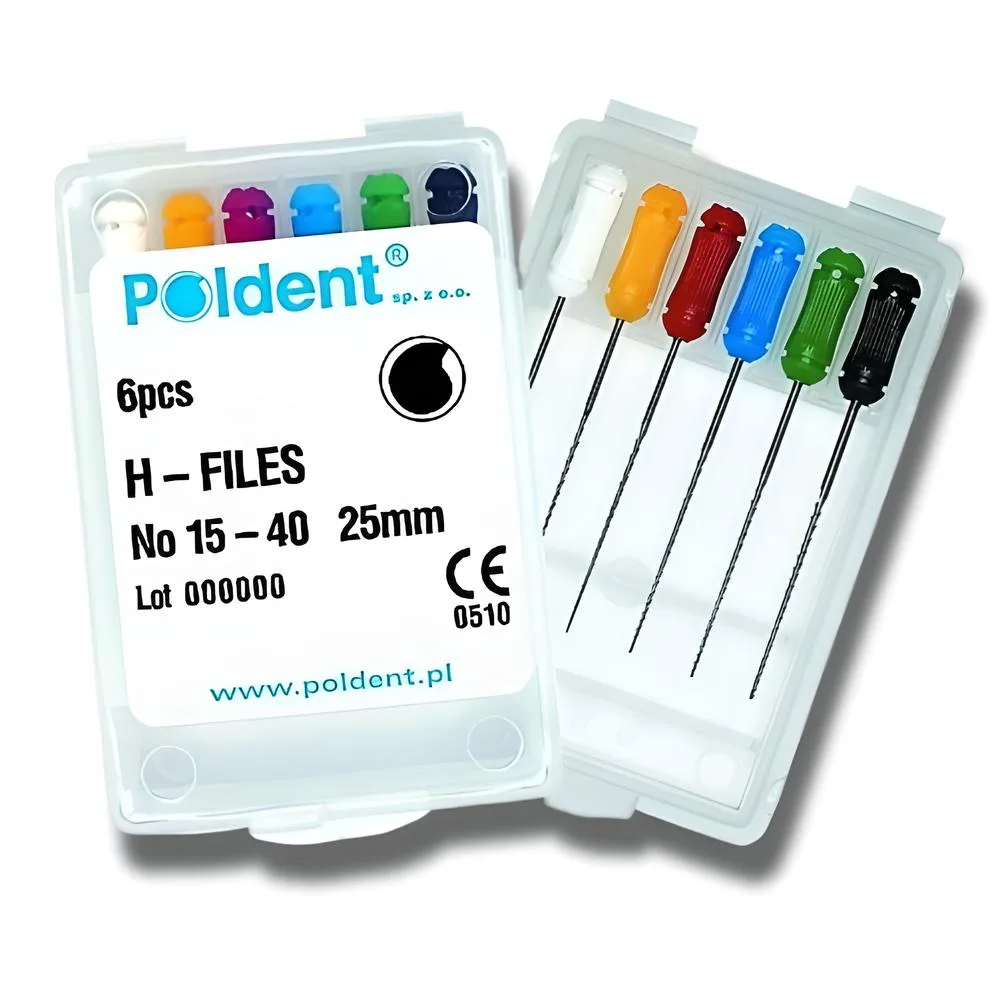 Poldent® sp. z o.o.
6pcs
H – FILES
No 15 – 40 25mm
Lot 000000
CE
0510
www.poldent.pl